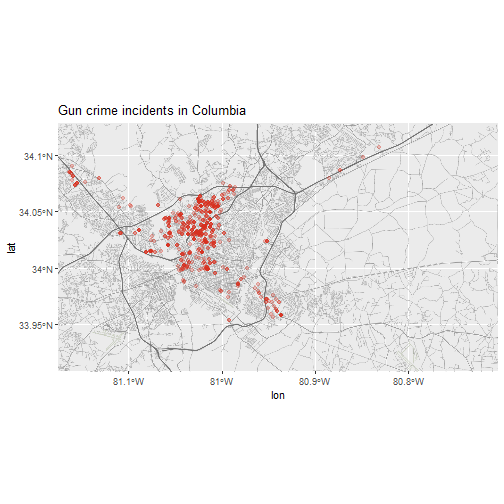 Gun crime incidents in Columbia
34.1°N
34.05°N
34°N
33.95°N
lat
81.1°W 81°W 80.9°W 80.8°W
lon